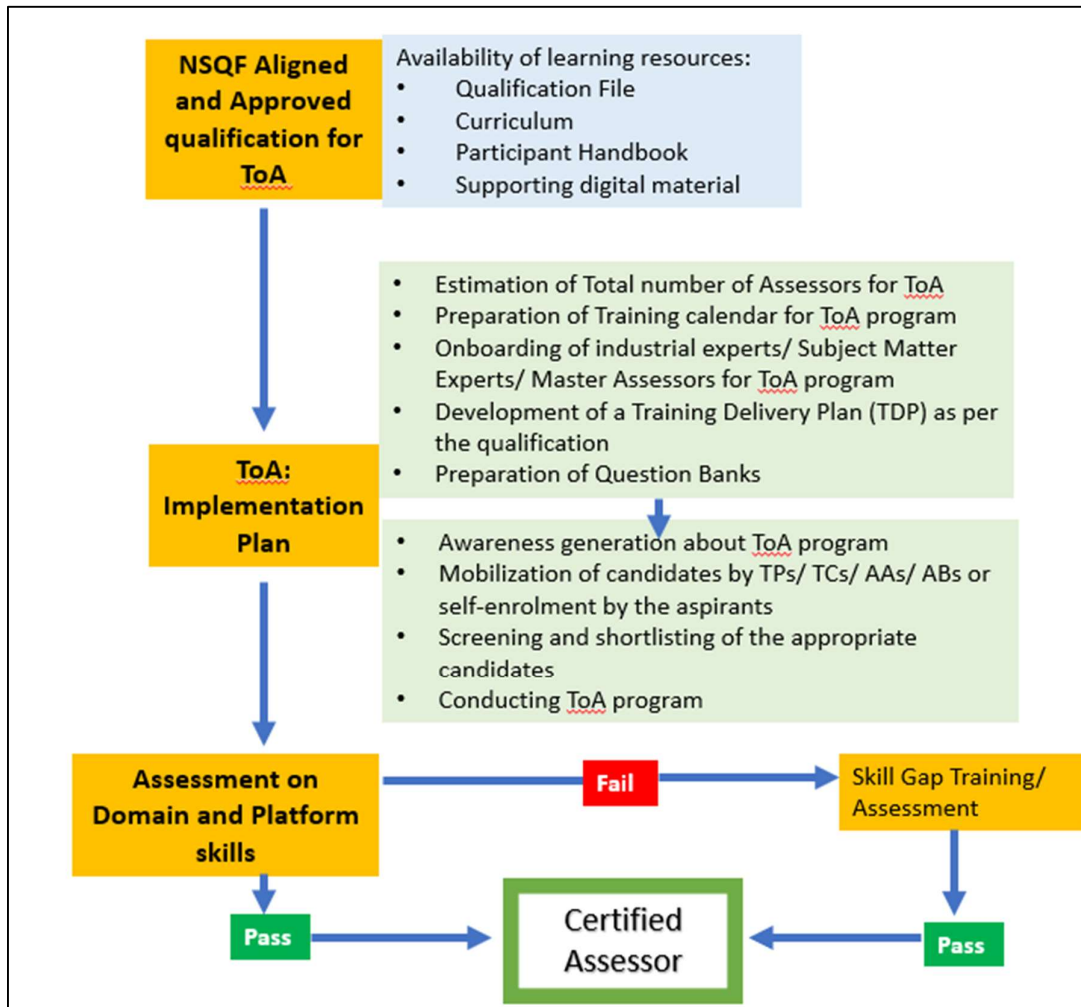 NSQF Aligned
and Approved
qualification for
ToA
Availability of learning resources:
• Qualification File
• Curriculum
• Participant Handbook
• Supporting digital material
• Estimation of Total number of Assessors for ToA
• Preparation of Training calendar for ToA program
• Onboarding of industrial experts/ Subject Matter
Experts/ Master Assessors for ToA program
• Development of a Training Delivery Plan (TDP) as per
the qualification
• Preparation of Question Banks
ToA:
Implementation
Plan
• Awareness generation about ToA program
• Mobilization of candidates by TPs/ TCs/ AAs/ ABs or
self-enrolment by the aspirants
• Screening and shortlisting of the appropriate
candidates
• Conducting ToA program
Assessment on
Domain and Platform
skills
Fail
Skill Gap Training/
Assessment
Pass
Certified
Assessor
Pass